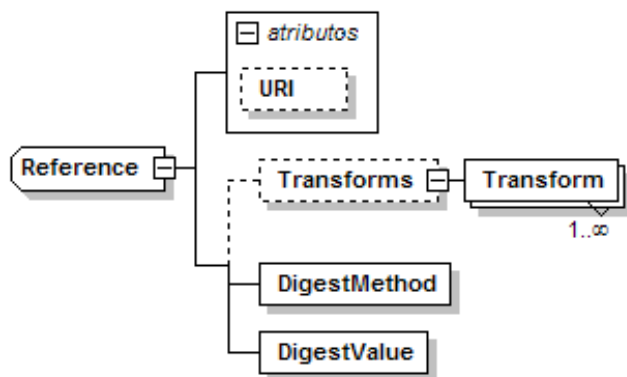 atributos
URI
Reference
Transforms
Transform
1..∞
DigestMethod
DigestValue